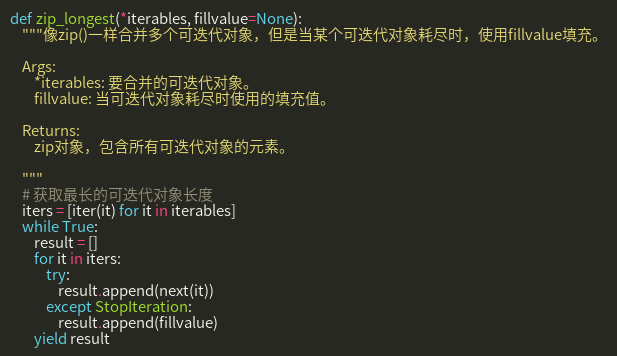 def zip_longest(*iterables, fillvalue=None):
    """像zip()一样合并多个可迭代对象，但是当某个可迭代对象耗尽时，使用fillvalue填充。
    Args:
        *iterables: 要合并的可迭代对象。
        fillvalue: 当可迭代对象耗尽时使用的填充值。
    Returns:
        zip对象，包含所有可迭代对象的元素。
    """
    # 获取最长的可迭代对象长度
    iters = [iter(it) for it in iterables]
    while True:
        result = []
        for it in iters:
            try:
                result.append(next(it))
            except StopIteration:
                result.append(fillvalue)
        yield result